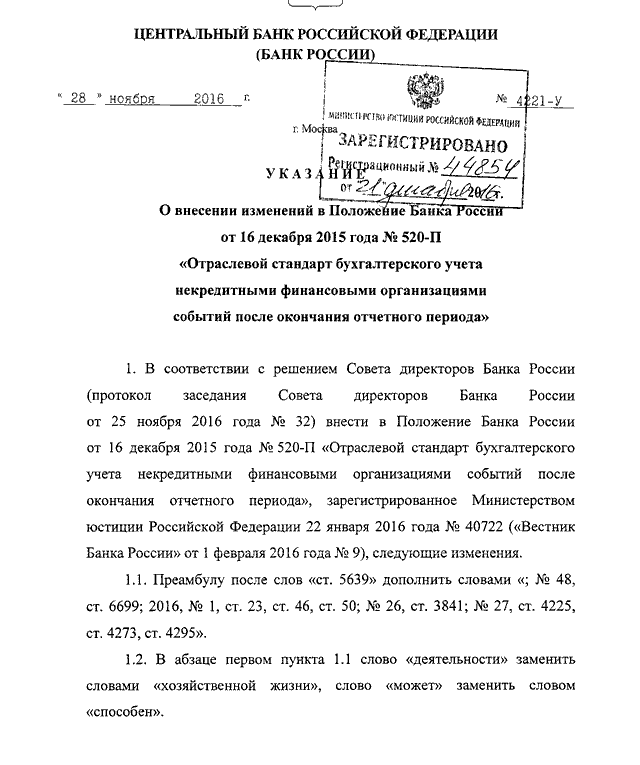 ЦЕНТРАЛЬНЫЙ БАНК РОССИЙСКОЙ ФЕДЕРАЦИИ
(БАНК РОССИИ)
" 28 " ноября 2016 г.
№ 4221-У
МИНИСТЕРСТВО ЮСТИЦИИ РОССИЙСКОЙ ФЕДЕРАЦИИ
г. Москва
ЗАРЕГИСТРИРОВАНО
Регистрационный № 44854
УКАЗАНИЕ
от "21" декабря 2016г.
О внесении изменений в Положение Банка России
от 16 декабря 2015 года № 520-П
«Отраслевой стандарт бухгалтерского учета
некредитными финансовыми организациями
событий после окончания отчетного периода»
1. В соответствии с решением Совета директоров Банка России
(протокол заседания Совета директоров Банка России
от 25 ноября 2016 года № 32) внести в Положение Банка России
от 16 декабря 2015 года № 520-П «Отраслевой стандарт бухгалтерского
учета некредитными финансовыми организациями событий после
окончания отчетного периода», зарегистрированное Министерством
юстиции Российской Федерации 22 января 2016 года № 40722 («Вестник
Банка России» от 1 февраля 2016 года № 9), следующие изменения.
1.1. Преамбулу после слов «ст. 5639» дополнить словами «; № 48,
ст. 6699; 2016, № 1, ст. 23, ст. 46, ст. 50; № 26, ст. 3841; № 27, ст. 4225,
ст. 4273, ст. 4295».
1.2. В абзаце первом пункта 1.1 слово «деятельности» заменить
словами «хозяйственной жизни», слово «может» заменить словом
«способен».